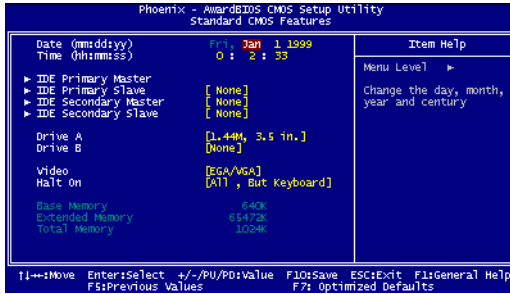 Phoenix - AwardBIOS CMOS Setup Utility
Standard CMOS Features
Date (mm:dd:yy) Fri, Jan 1 1999
Time (hh:mm:ss) 0 : 2 : 33
► IDE Primary Master
► IDE Primary Slave [ None]
► IDE Secondary Master [ None]
► IDE Secondary Slave [ None]
Drive A [1.44M, 3.5 in.]
Drive B [None]
Video [EGA/VGA]
Halt On [All , But Keyboard]
Base Memory 640K
Extended Memory 65472K
Total Memory 1024K
Item Help
Menu Level ►
Change the day, month,
year and century
↑↓→←:Move Enter:Select +/-/PU/PD:Value F10:Save ESC:Exit F1:General Help
F5:Previous Values F7: Optimized Defaults